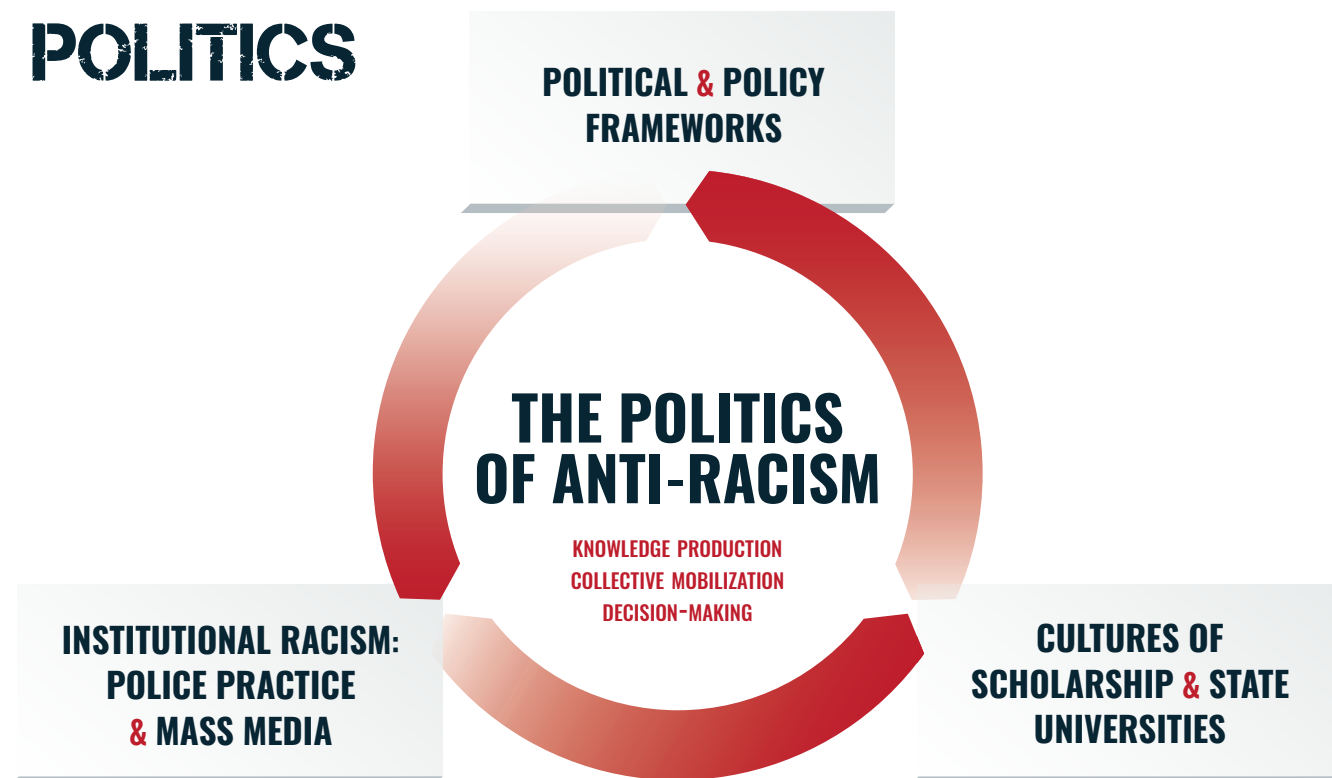 POLITICS
POLITICAL & POLICY
FRAMEWORKS
THE POLITICS
OF ANTI-RACISM
KNOWLEDGE PRODUCTION
COLLECTIVE MOBILIZATION
DECISION-MAKING
INSTITUTIONAL RACISM:
POLICE PRACTICE
& MASS MEDIA
CULTURES OF
SCHOLARSHIP & STATE
UNIVERSITIES